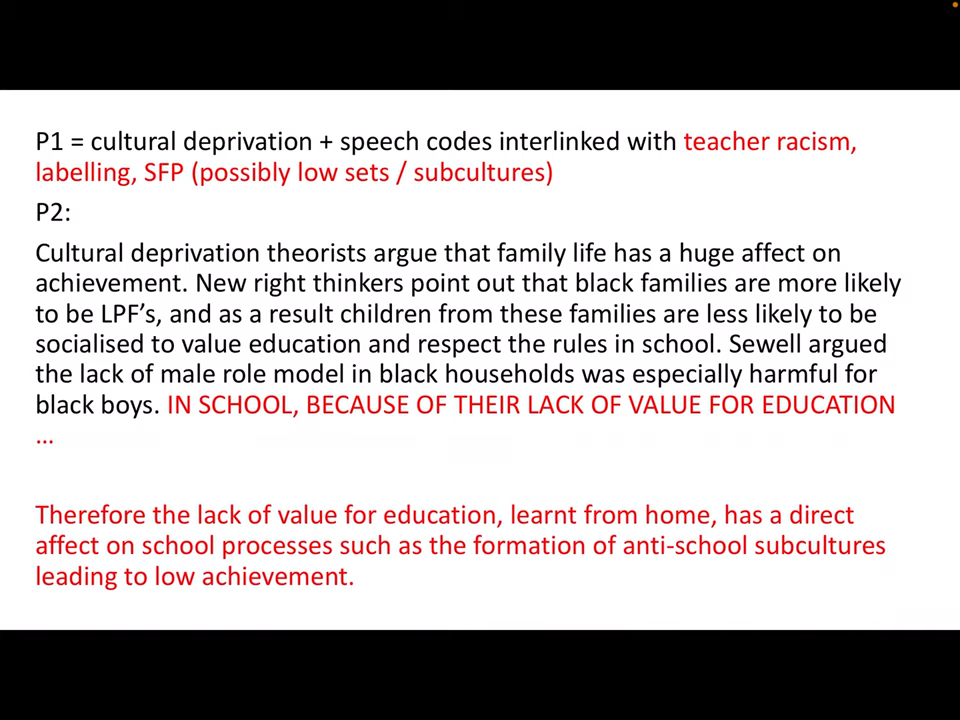 P1 = cultural deprivation + speech codes interlinked with teacher racism,
labelling, SFP (possibly low sets / subcultures)
P2:
Cultural deprivation theorists argue that family life has a huge affect on
achievement. New right thinkers point out that black families are more likely
to be LPF’s, and as a result children from these families are less likely to be
socialised to value education and respect the rules in school. Sewell argued
the lack of male role model in black households was especially harmful for
black boys. IN SCHOOL, BECAUSE OF THEIR LACK OF VALUE FOR EDUCATION
…
Therefore the lack of value for education, learnt from home, has a direct
affect on school processes such as the formation of anti-school subcultures
leading to low achievement.